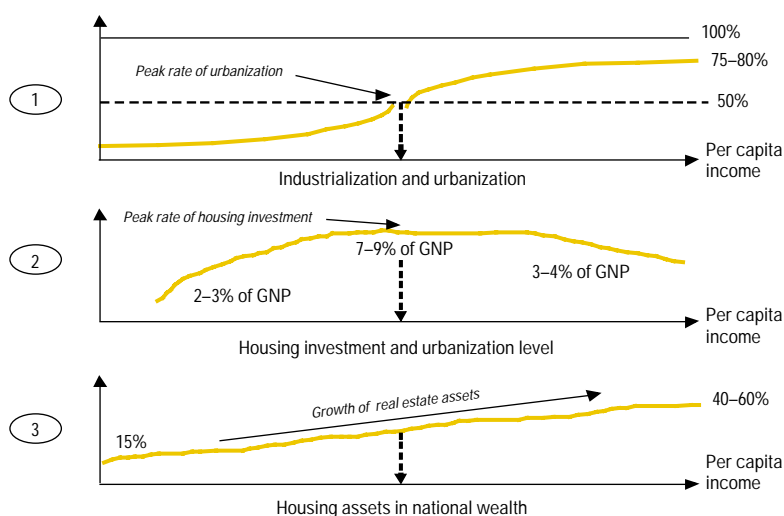 100%
75–80%
Peak rate of urbanization
1
50%
Per capita
income
Industrialization and urbanization
Peak rate of housing investment
2
7–9% of GNP
3–4% of GNP
2–3% of GNP
Per capita
income
Housing investment and urbanization level
Growth of real estate assets
40–60%
3
15%
Per capita
income
Housing assets in national wealth